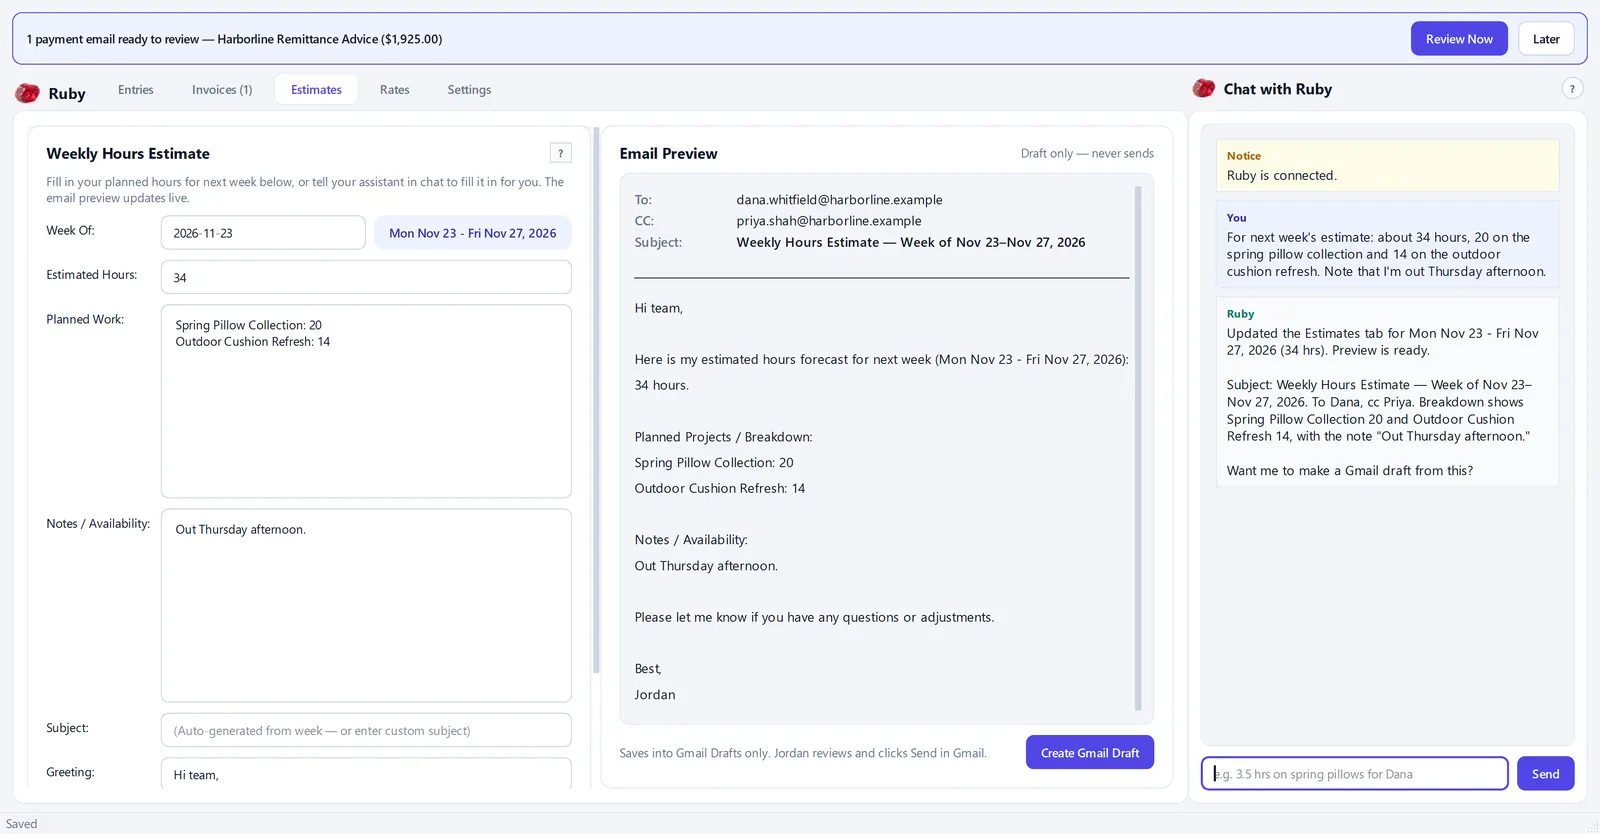 1 payment email ready to review — Harborline Remittance Advice ($1,925.00)
Review Now
Later
Ruby
Entries
Invoices (1)
Estimates
Rates
Settings
Chat with Ruby
?
Weekly Hours Estimate
?
Fill in your planned hours for next week below, or tell your assistant in chat to fill it in for you. The
email preview updates live.
Week Of:
2026-11-23
Mon Nov 23 - Fri Nov 27, 2026
Estimated Hours:
34
Planned Work:
Spring Pillow Collection: 20
Outdoor Cushion Refresh: 14
Notes / Availability:
Out Thursday afternoon.
Subject:
(Auto-generated from week — or enter custom subject)
Greeting:
Hi team,
Email Preview
Draft only — never sends
To:
dana.whitfield@harborline.example
CC:
priya.shah@harborline.example
Subject:
Weekly Hours Estimate — Week of Nov 23–Nov 27, 2026
Hi team,
Here is my estimated hours forecast for next week (Mon Nov 23 - Fri Nov 27, 2026):
34 hours.
Planned Projects / Breakdown:
Spring Pillow Collection: 20
Outdoor Cushion Refresh: 14
Notes / Availability:
Out Thursday afternoon.
Please let me know if you have any questions or adjustments.
Best,
Jordan
Saves into Gmail Drafts only. Jordan reviews and clicks Send in Gmail.
Create Gmail Draft
Notice
Ruby is connected.
You
For next week's estimate: about 34 hours, 20 on the
spring pillow collection and 14 on the outdoor
cushion refresh. Note that I'm out Thursday afternoon.
Ruby
Updated the Estimates tab for Mon Nov 23 - Fri Nov
27, 2026 (34 hrs). Preview is ready.
Subject: Weekly Hours Estimate — Week of Nov 23–
Nov 27, 2026. To Dana, cc Priya. Breakdown shows
Spring Pillow Collection 20 and Outdoor Cushion
Refresh 14, with the note "Out Thursday afternoon."
Want me to make a Gmail draft from this?
e.g. 3.5 hrs on spring pillows for Dana
Send
Saved